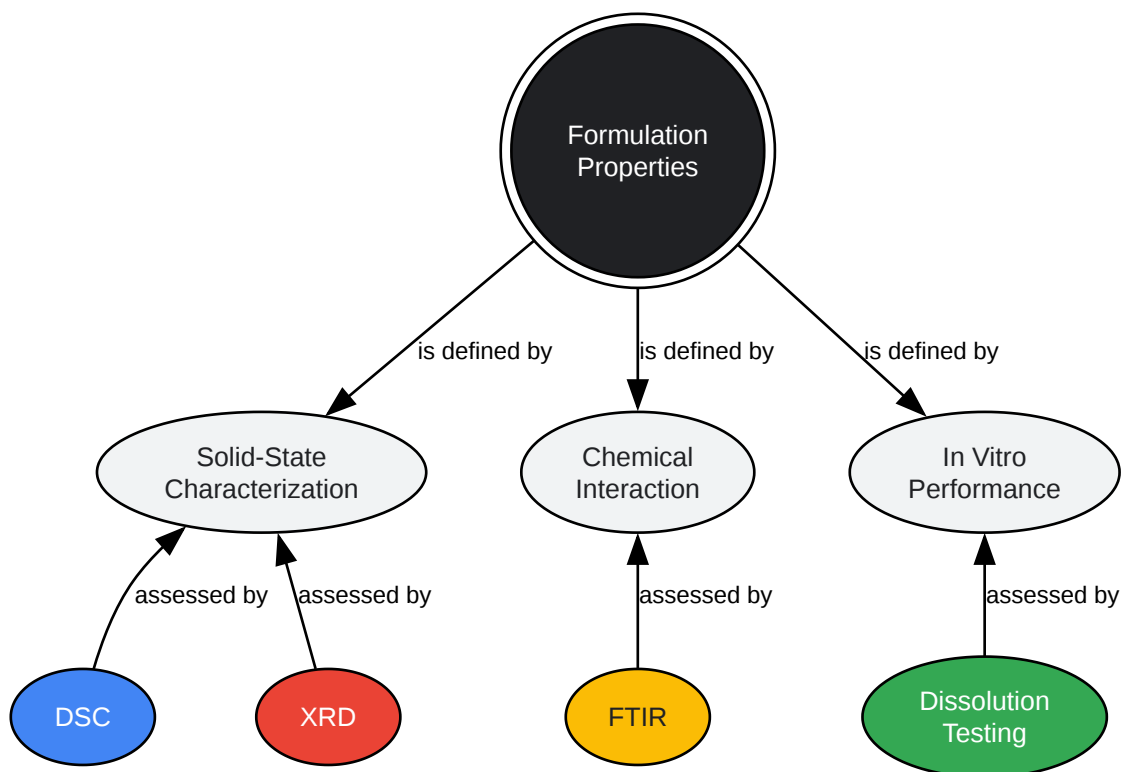 Formulation
Properties
is defined by
is defined by
is defined by
Solid-State
Characterization
Chemical
Interaction
In Vitro
Performance
assessed by
assessed by
assessed by
assessed by
DSC
XRD
FTIR
Dissolution
Testing